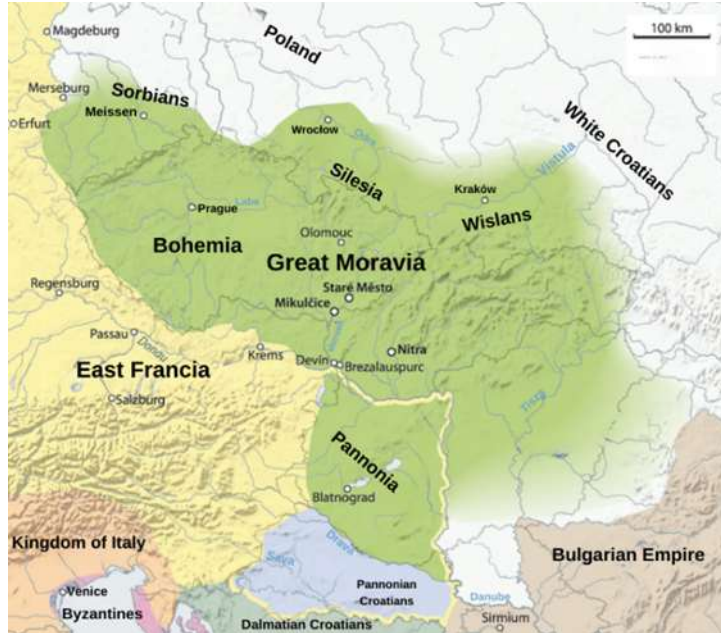 Magdeburg
Poland
100 km
Merseburg
Sorbians
Meissen
Erfurt
Wrocław
Odra
White Croatians
Silesia
Vistula
Kraków
Prague
Labe
Wislans
Olomouc
Bohemia
Great Moravia
Regensburg
Staré Město
Mikulčice
Passau
Donau
Krems
Nitra
Devín
Brezalauspurc
East Francia
Salzburg
Tisza
Pannonia
Blatnograd
Kingdom of Italy
Drava
Sava
Bulgarian Empire
Venice
Pannonian
Croatians
Danube
Byzantines
Sirmium
Dalmatian Croatians